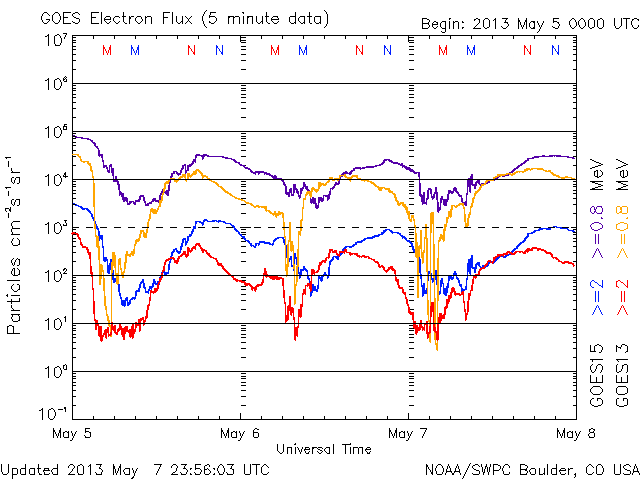 GOES Electron Flux (5 minute data)
Begin: 2013 May 5 0000 UTC
M M N N M M N N M M N N
10⁷
10⁶
10⁵
10⁴
10³
10²
10¹
10⁰
10⁻¹
Particles cm⁻²s⁻¹sr⁻¹
May 5 May 6 May 7 May 8
Universal Time
GOES15 >=2 >=0.8 MeV
GOES13 >=2 >=0.8 MeV
Updated 2013 May 7 23:56:03 UTC
NOAA/SWPC Boulder, CO USA